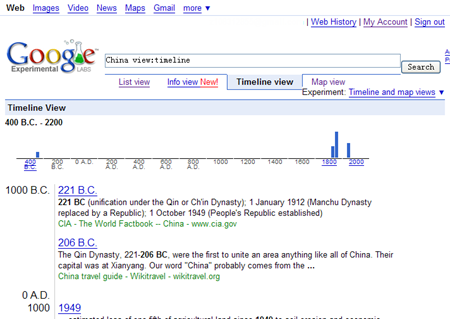 Web Images Video News Maps Gmail more ▼
| Web History | My Account | Sign out
Google
Experimental LABS
China view:timeline
Search
List view Info view New! Timeline view Map view
Experiment: Timeline and map views ▼
Timeline View
400 B.C. - 2200
400 B.C. 200 B.C. 0 A.D. 200 A.D. 400 A.D. 600 A.D. 800 A.D. 1000 1200 1400 1600 1800 2000
1000 B.C. 221 B.C.
221 BC (unification under the Qin or Ch'in Dynasty); 1 January 1912 (Manchu Dynasty
replaced by a Republic); 1 October 1949 (People's Republic established)
CIA - The World Factbook -- China - www.cia.gov
206 B.C.
The Qin Dynasty, 221-206 BC, were the first to unite an area anything like all of China. Their
capital was at Xianyang. Our word "China" probably comes from the ...
China travel guide - Wikitravel - wikitravel.org
0 A.D.
1000 1949